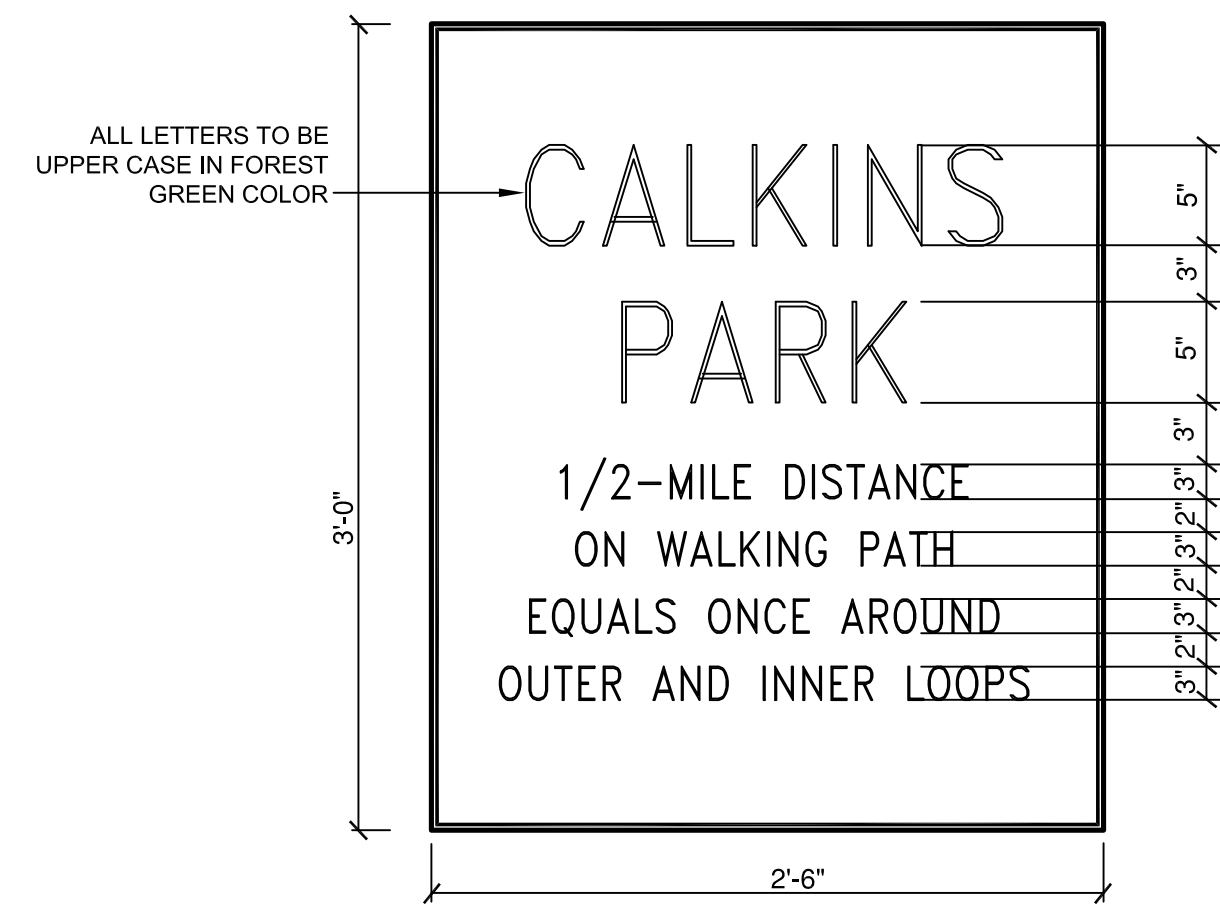 ALL LETTERS TO BE
UPPER CASE IN FOREST
GREEN COLOR
CALKINS
PARK
1/2-MILE DISTANCE
ON WALKING PATH
EQUALS ONCE AROUND
OUTER AND INNER LOOPS
3'-0"
2'-6"
5"
3"
5"
3"
3"
2"
3"
2"
3"
2"
3"